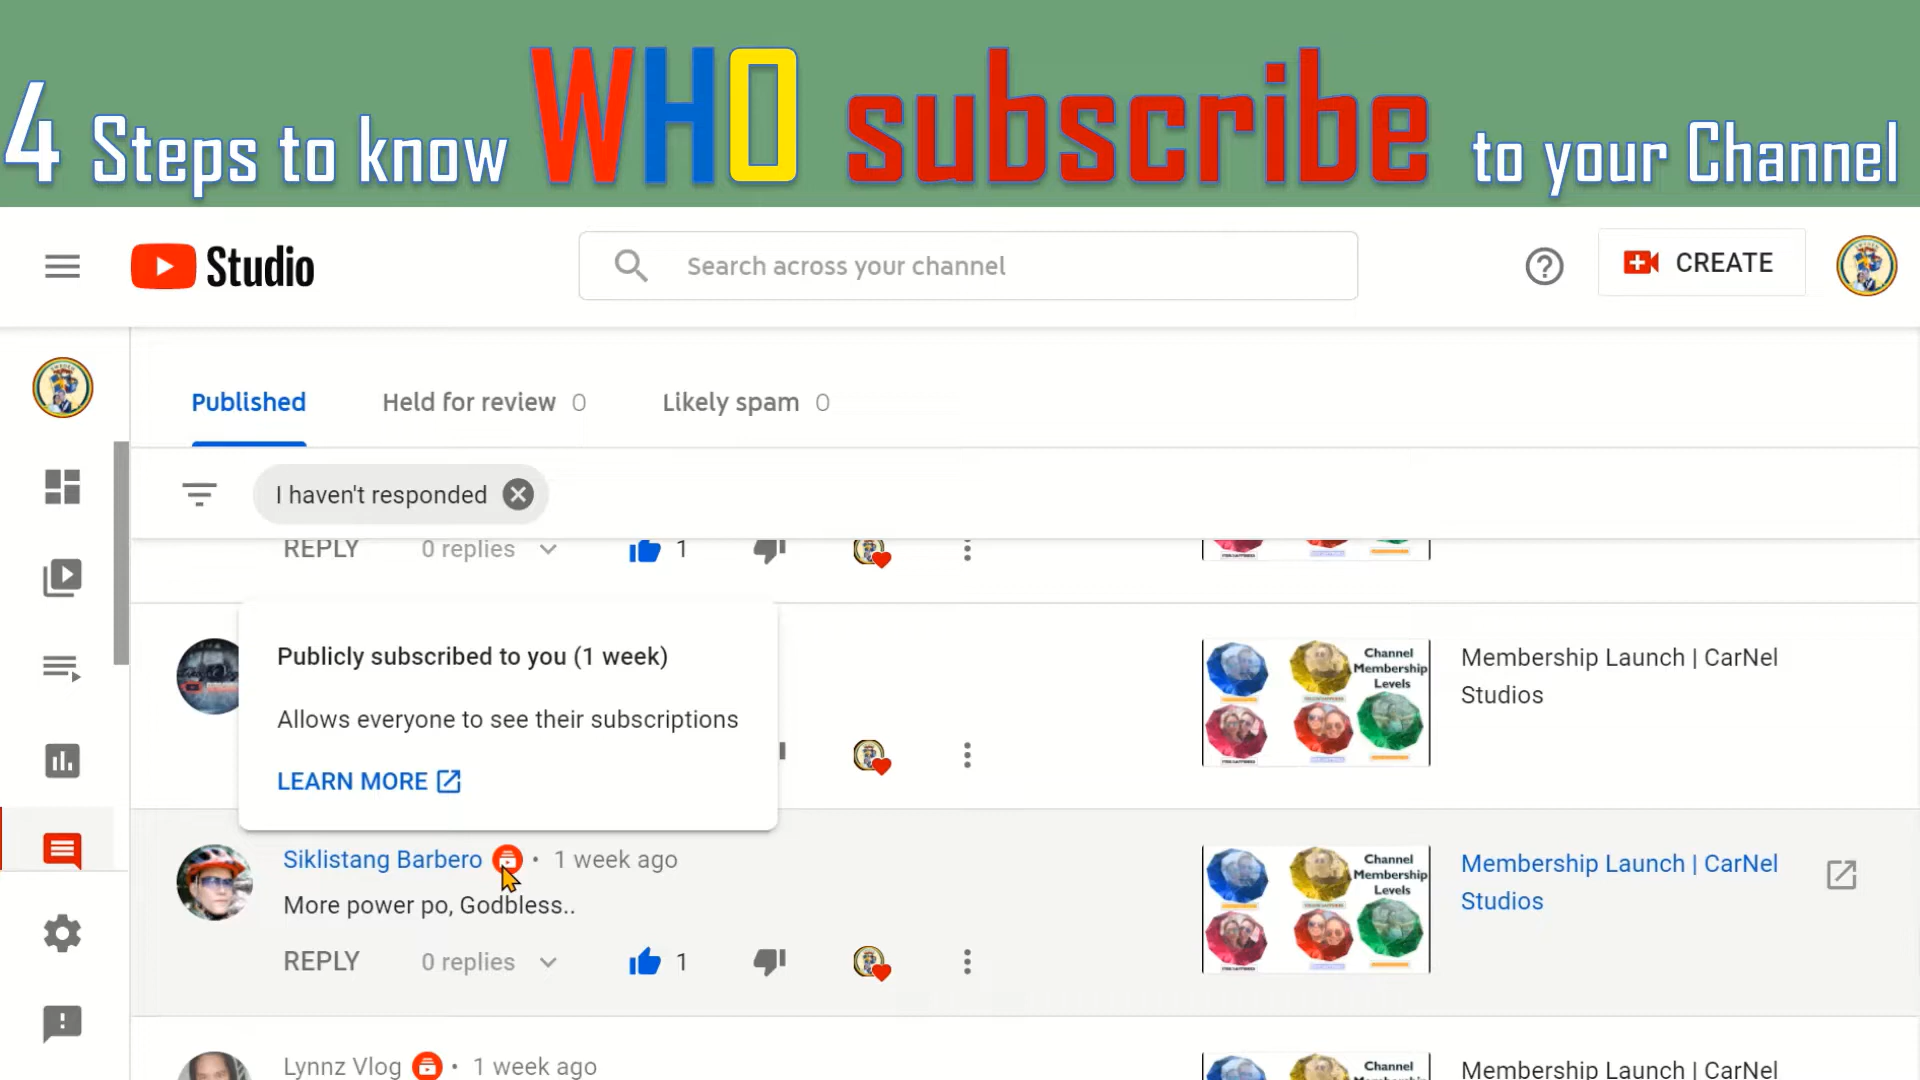 4 Steps to know WHO subscribe to your Channel
Studio
Search across your channel
CREATE
Published
Held for review 0
Likely spam 0
I haven't responded
REPLY
0 replies
1
Publicly subscribed to you (1 week)
Allows everyone to see their subscriptions
LEARN MORE
Channel
Membership
Levels
Membership Launch | CarNel
Studios
Siklistang Barbero • 1 week ago
More power po, Godbless..
REPLY
0 replies
1
Channel
Membership
Levels
Membership Launch | CarNel
Studios
Lynnz Vlog • 1 week ago
Channel
Membership
Membership Launch | CarNel